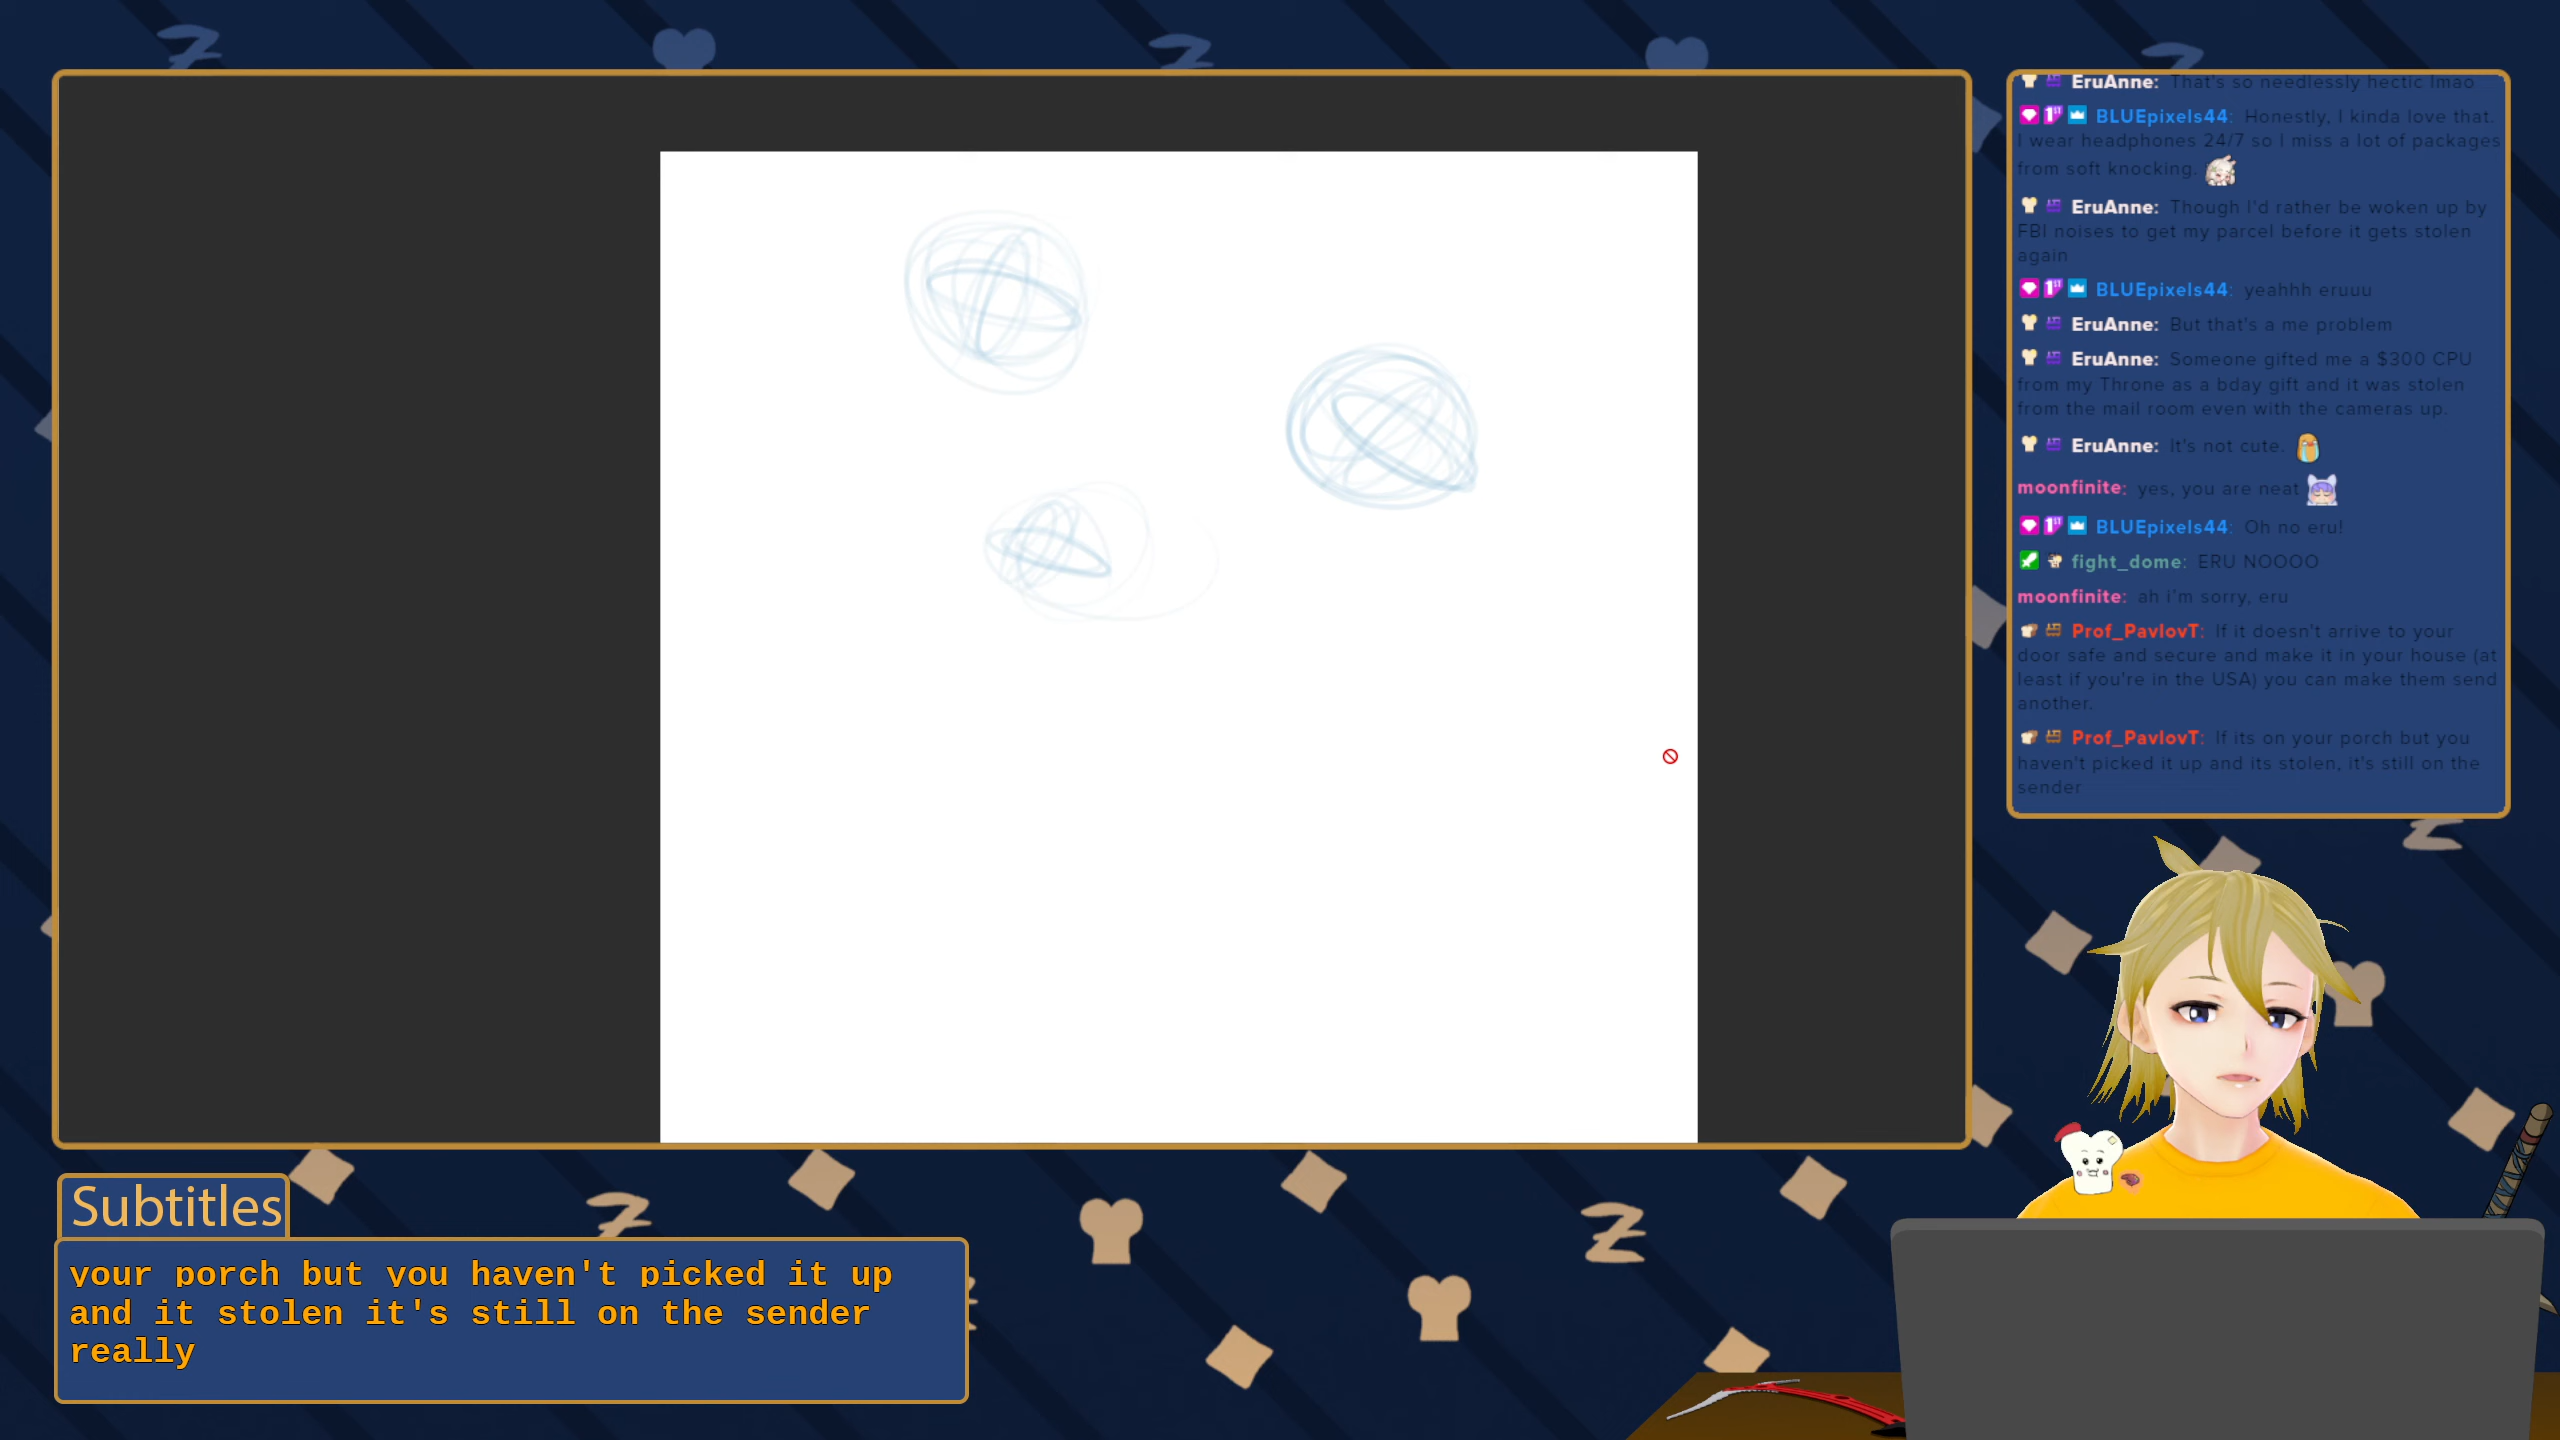 EruAnne: That's so needlessly hectic lmao
BLUEpixels44: Honestly, I kinda love that.
I wear headphones 24/7 so I miss a lot of packages
from soft knocking.
EruAnne: Though I'd rather be woken up by
FBI noises to get my parcel before it gets stolen
again
BLUEpixels44: yeahhh eruuu
EruAnne: But that's a me problem
EruAnne: Someone gifted me a $300 CPU
from my Throne as a bday gift and it was stolen
from the mail room even with the cameras up.
EruAnne: It's not cute.
moonfinite: yes, you are neat
BLUEpixels44: Oh no eru!
fight_dome: ERU NOOOO
moonfinite: ah i'm sorry, eru
Prof_PavlovT: If it doesn't arrive to your
door safe and secure and make it in your house (at
least if you're in the USA) you can make them send
another.
Prof_PavlovT: If its on your porch but you
haven't picked it up and its stolen, it's still on the
sender
Subtitles
your porch but you haven't picked it up
and it stolen it's still on the sender
really